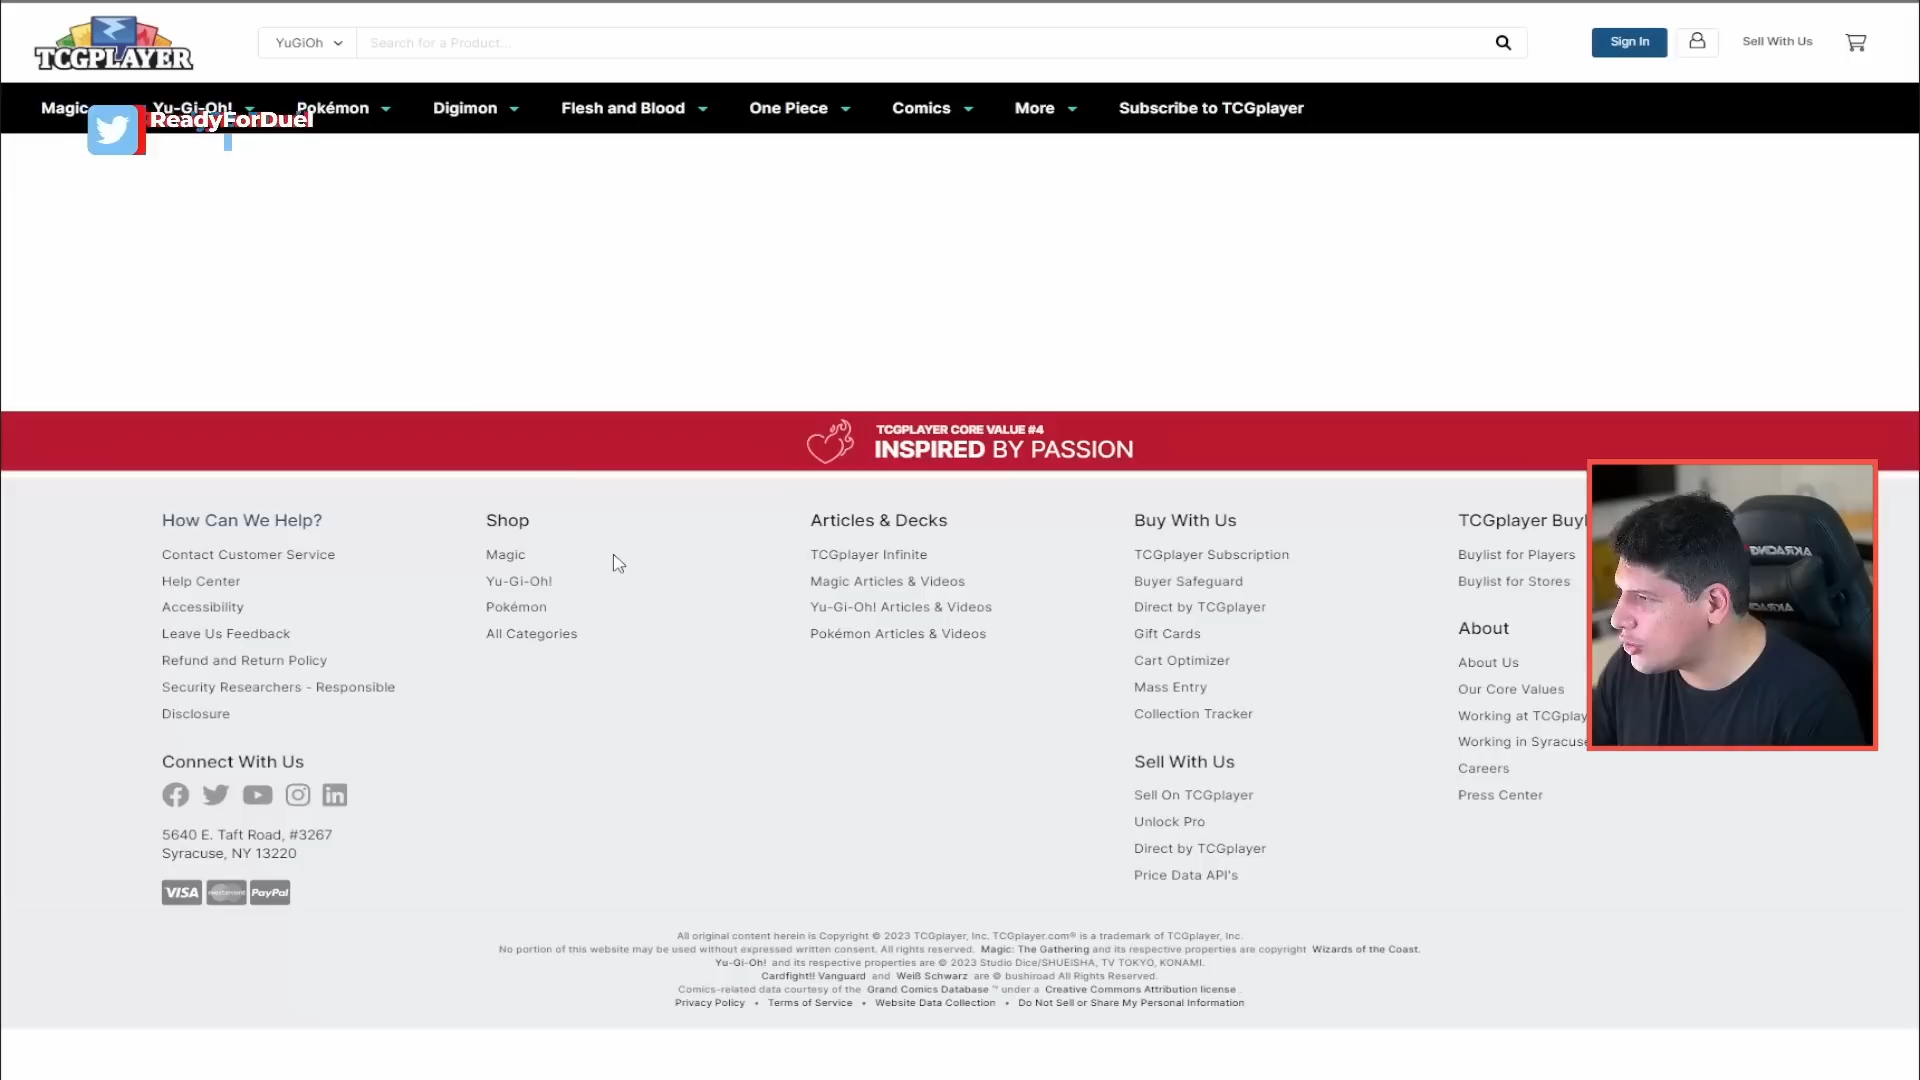 TCGPLAYER
YuGiOh
Search for a Product...
Sign In
Sell With Us
Magic
Yu-Gi-Oh!
Pokémon
Digimon
Flesh and Blood
One Piece
Comics
More
Subscribe to TCGplayer
ReadyForDuel
TCGPLAYER CORE VALUE #4
INSPIRED BY PASSION
How Can We Help?
Contact Customer Service
Help Center
Accessibility
Leave Us Feedback
Refund and Return Policy
Security Researchers - Responsible
Disclosure
Connect With Us
5640 E. Taft Road, #3267
Syracuse, NY 13220
VISA
mastercard
PayPal
Shop
Magic
Yu-Gi-Oh!
Pokémon
All Categories
Articles & Decks
TCGplayer Infinite
Magic Articles & Videos
Yu-Gi-Oh! Articles & Videos
Pokémon Articles & Videos
Buy With Us
TCGplayer Subscription
Buyer Safeguard
Direct by TCGplayer
Gift Cards
Cart Optimizer
Mass Entry
Collection Tracker
Sell With Us
Sell On TCGplayer
Unlock Pro
Direct by TCGplayer
Price Data API's
TCGplayer Buyl
Buylist for Players
Buylist for Stores
About
About Us
Our Core Values
Working at TCGplay
Working in Syracuse
Careers
Press Center
AKRACING
AKRACING
All original content herein is Copyright © 2023 TCGplayer, Inc. TCGplayer.com® is a trademark of TCGplayer, Inc.
No portion of this website may be used without expressed written consent. All rights reserved. Magic: The Gathering and its respective properties are copyright Wizards of the Coast.
Yu-Gi-Oh! and its respective properties are © 2023 Studio Dice/SHUEISHA, TV TOKYO, KONAMI.
Cardfight!! Vanguard and Weiß Schwarz are © bushiroad All Rights Reserved.
Comics-related data courtesy of the Grand Comics Database ™ under a Creative Commons Attribution license .
Privacy Policy • Terms of Service • Website Data Collection • Do Not Sell or Share My Personal Information